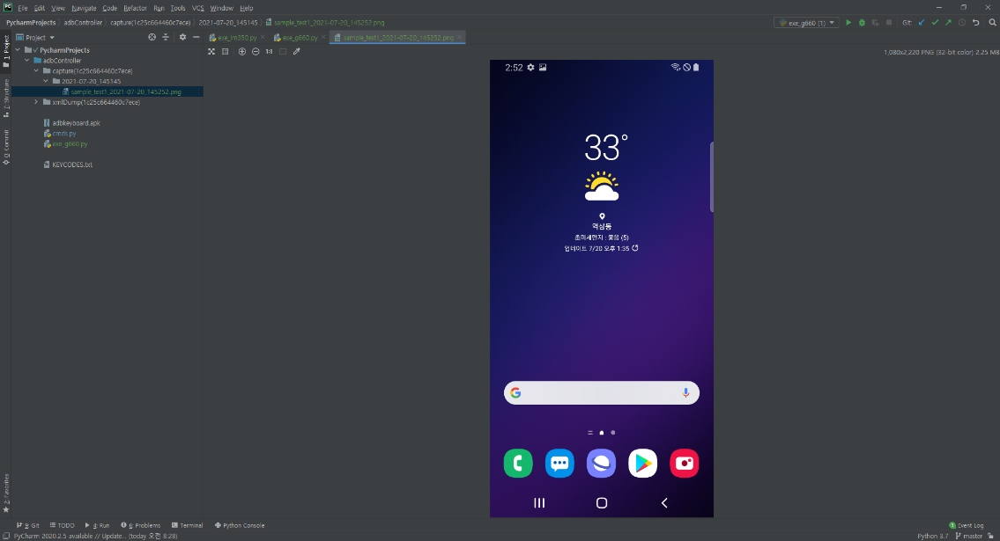 File Edit View Navigate Code Refactor Run Tools VCS Window Help
PycharmProjects adbController capture(1c25c664460c7ece) 2021-07-20_145145 sample_test1_2021-07-20_145252.png
exe_g660 (1)
Git:
Project
exe_lm350.py
exe_g660.py
sample_test1_2021-07-20_145252.png
1:1
1,080x2,220 PNG (32-bit color) 2.25 MB
1: Project
Z: Structure
0: Commit
2: Favorites
PycharmProjects
adbController
capture(1c25c664460c7ece)
2021-07-20_145145
sample_test1_2021-07-20_145252.png
xmlDump(1c25c664460c7ece)
adbkeyboard.apk
cmds.py
exe_g660.py
KEYCODES.txt
2:52
33°
역삼동
초미세먼지 : 좋음 (5)
업데이트 7/20 오후 1:35
9: Git TODO 4: Run 6: Problems Terminal Python Console
1 Event Log
PyCharm 2020.2.5 available // Update... (today 오전 8:28)
Python 3.7 master